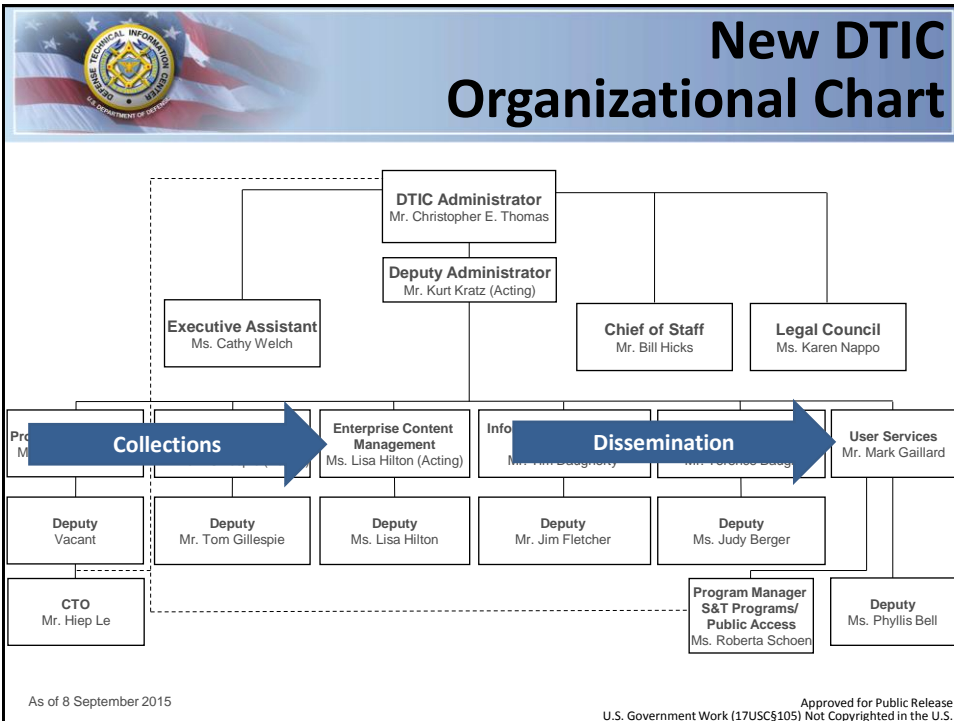 DEFENSE TECHNICAL INFORMATION CENTER
U.S. DEPARTMENT OF DEFENSE
New DTIC
Organizational Chart
DTIC Administrator
Mr. Christopher E. Thomas
Deputy Administrator
Mr. Kurt Kratz (Acting)
Executive Assistant
Ms. Cathy Welch
Chief of Staff
Mr. Bill Hicks
Legal Council
Ms. Karen Nappo
Collections
Enterprise Content
Management
Ms. Lisa Hilton (Acting)
Dissemination
User Services
Mr. Mark Gaillard
Deputy
Vacant
Deputy
Mr. Tom Gillespie
Deputy
Ms. Lisa Hilton
Deputy
Mr. Jim Fletcher
Deputy
Ms. Judy Berger
CTO
Mr. Hiep Le
Program Manager
S&T Programs/
Public Access
Ms. Roberta Schoen
Deputy
Ms. Phyllis Bell
As of 8 September 2015
Approved for Public Release
U.S. Government Work (17USC§105) Not Copyrighted in the U.S.